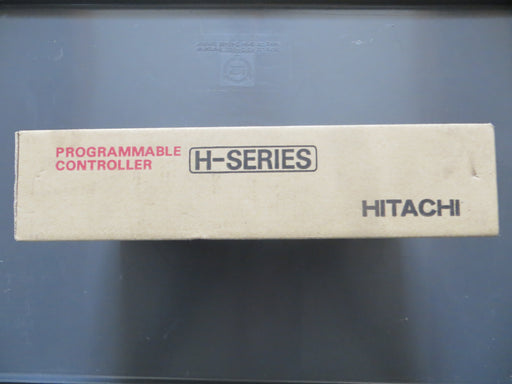 PROGRAMMABLE
CONTROLLER
H-SERIES
HITACHI